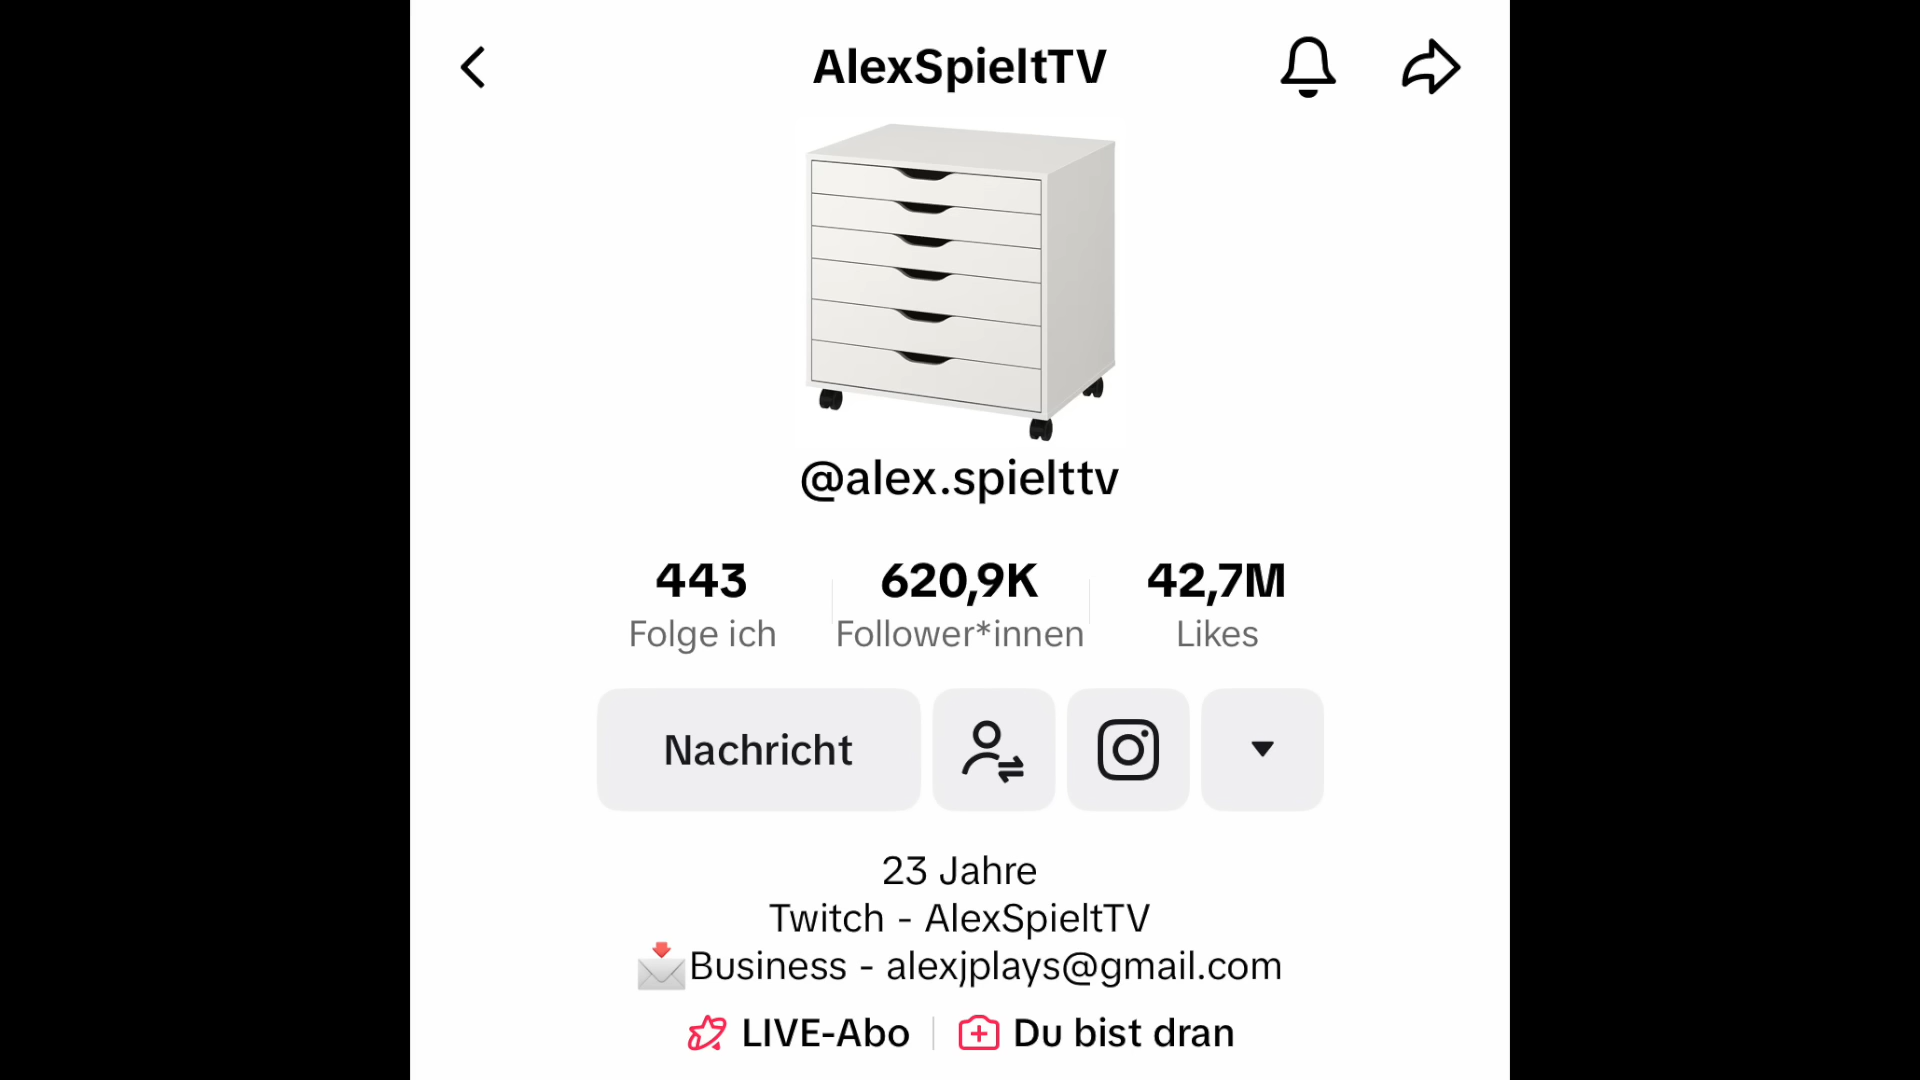 AlexSpieltTV
@alex.spielttv
443 620,9K 42,7M
Folge ich Follower*innen Likes
Nachricht
23 Jahre
Twitch - AlexSpieltTV
📩Business - alexjplays@gmail.com
LIVE-Abo Du bist dran